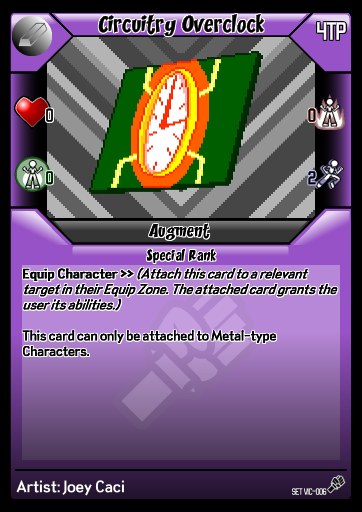 Circuitry Overclock
4TP
0
0
0
2
Augment
Special Rank
Equip Character >> (Attach this card to a relevant
target in their Equip Zone. The attached card grants the
user its abilities.)
This card can only be attached to Metal-type
Characters.
Artist: Joey Caci
SET VIC-006